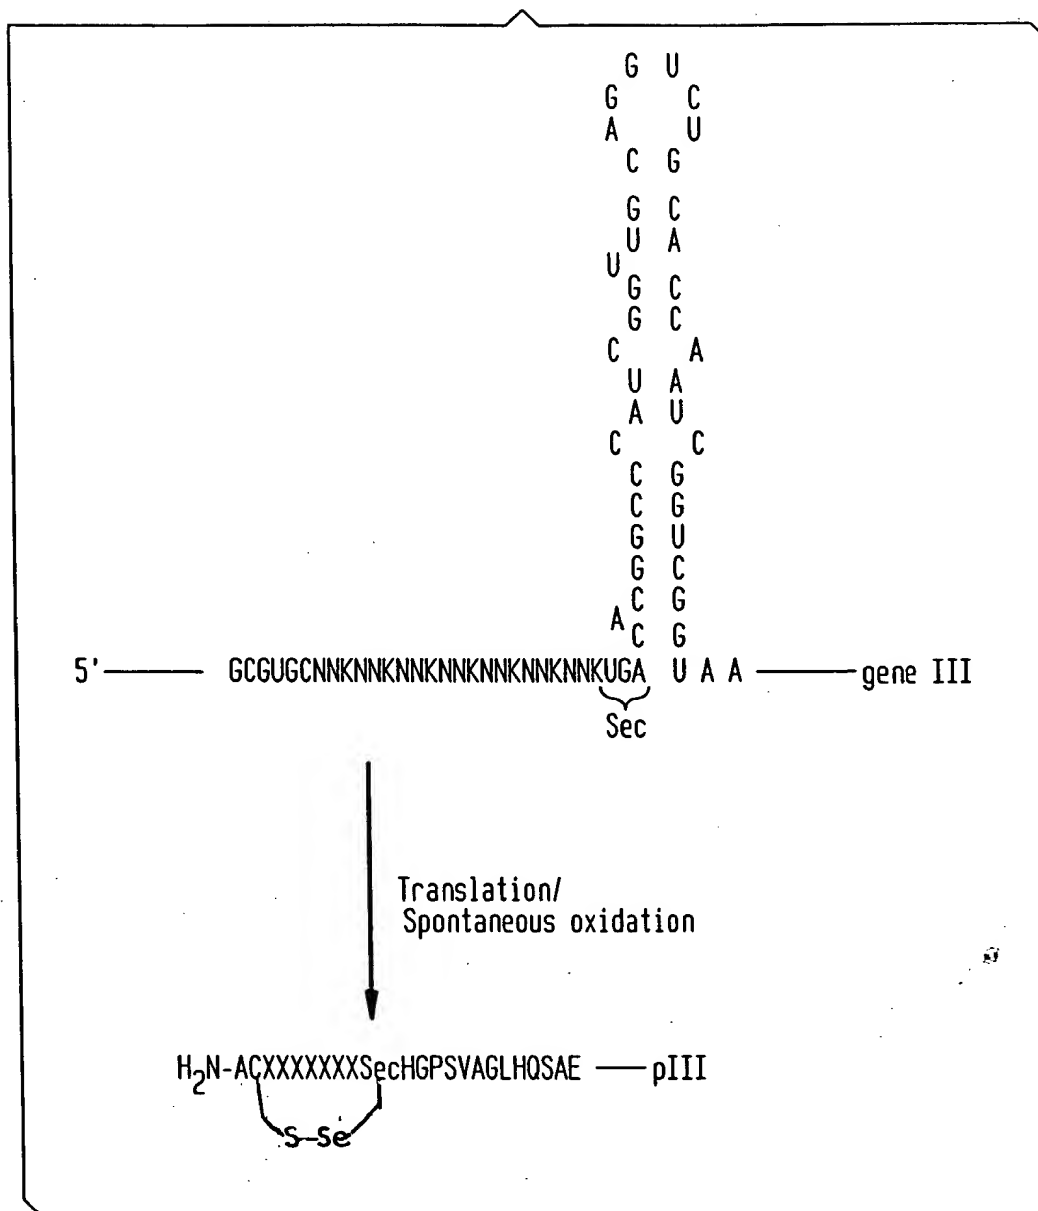 G U
G C
A U
C G
G C
U A
U
G C
G C
C A
U A
A U
C C
C G
C G
G U
G C
C G
A
C G
5' GCGUGCNNKNNKNNKNNKNNKNNKNNKUGA U A A gene III
Sec
Translation/
Spontaneous oxidation
H2N-ACXXXXXXXSecHGPSVAGLHQSAE — pIII
S-Se